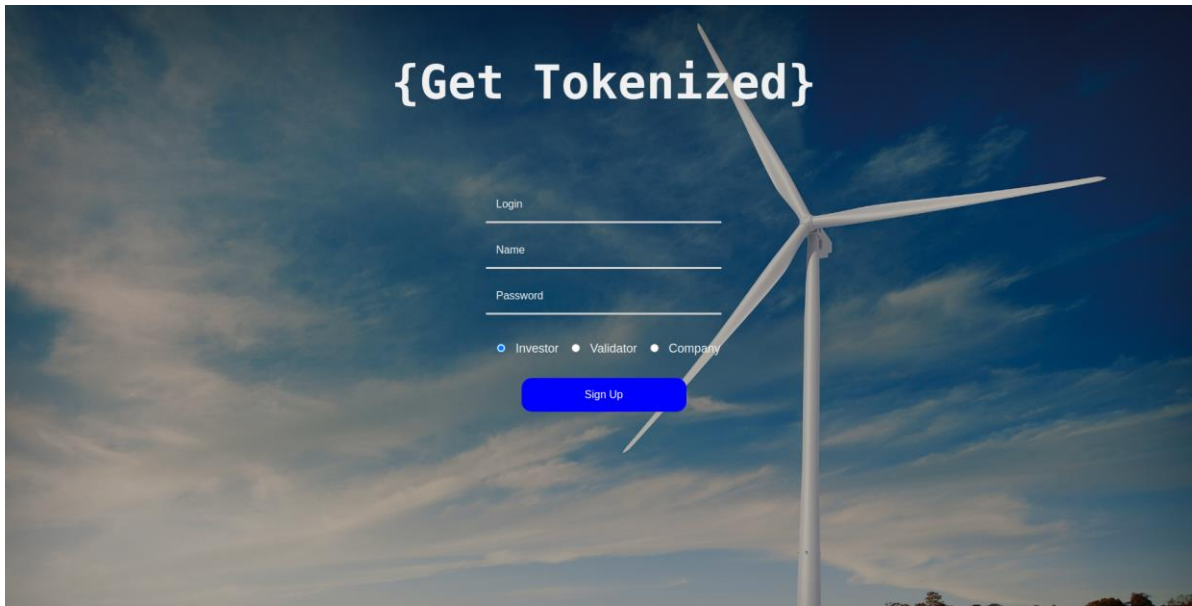 {Get Tokenized}
Login
Name
Password
Investor Validator Company
Sign Up